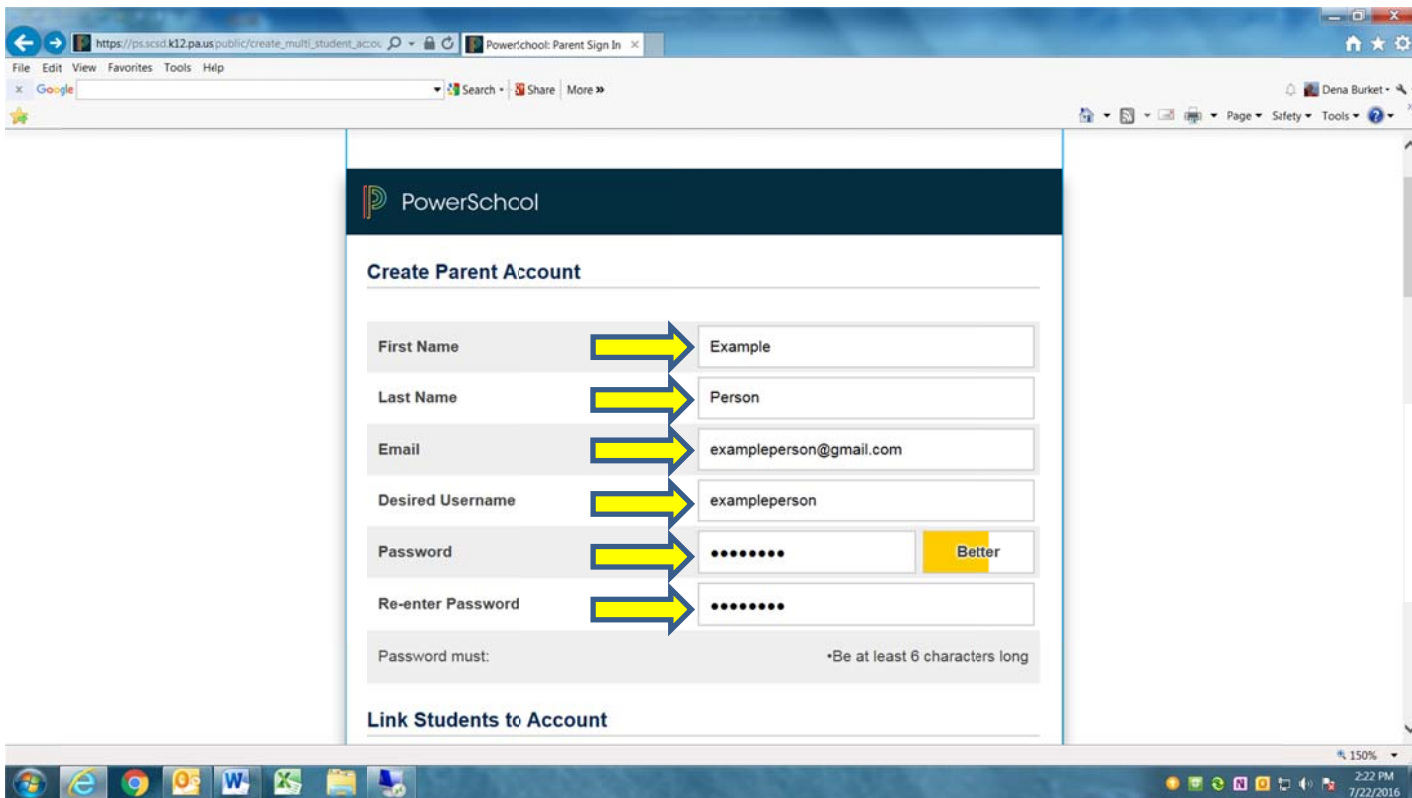 https://ps.scsd.k12.pa.us/public/create_multi_student_accou
PowerSchool: Parent Sign In
File Edit View Favorites Tools Help
x Google Search Share More »
Dena Burket
Page Safety Tools
PowerSchool
Create Parent Account
First Name Example
Last Name Person
Email exampleperson@gmail.com
Desired Username exampleperson
Password •••••••• Better
Re-enter Password ••••••••
Password must: •Be at least 6 characters long
Link Students to Account
150%
2:22 PM
7/22/2016